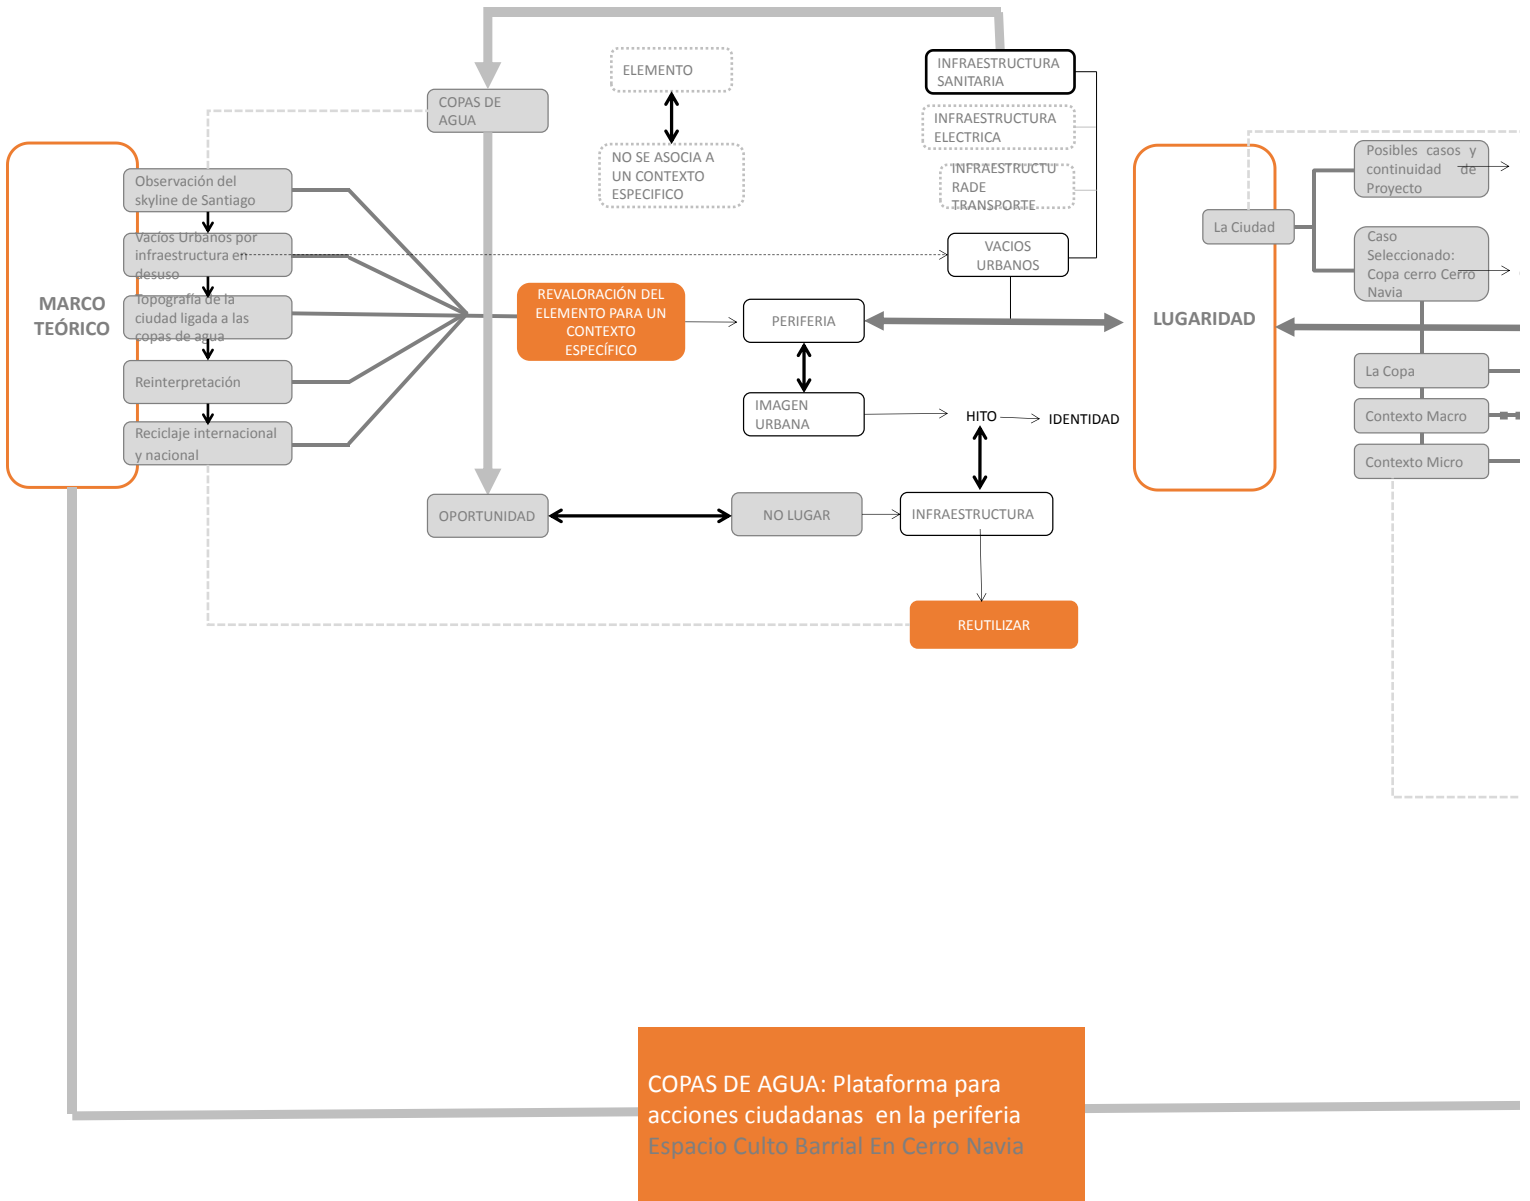 MARCO
TEÓRICO
Observación del
skyline de Santiago
Vacíos Urbanos por
infraestructura en
desuso
Topografía de la
ciudad ligada a las
copas de agua
Reinterpretación
Reciclaje internacional
y nacional
COPAS DE
AGUA
ELEMENTO
NO SE ASOCIA A
UN CONTEXTO
ESPECIFICO
INFRAESTRUCTURA
SANITARIA
INFRAESTRUCTURA
ELECTRICA
INFRAESTRUCTU
RADE
TRANSPORTE
VACIOS
URBANOS
REVALORACIÓN DEL
ELEMENTO PARA UN
CONTEXTO
ESPECÍFICO
PERIFERIA
IMAGEN
URBANA
HITO
IDENTIDAD
OPORTUNIDAD
NO LUGAR
INFRAESTRUCTURA
REUTILIZAR
LUGARIDAD
La Ciudad
Posibles casos y
continuidad de
Proyecto
Caso
Seleccionado:
Copa cerro Cerro
Navia
La Copa
Contexto Macro
Contexto Micro
COPAS DE AGUA: Plataforma para
acciones ciudadanas en la periferia
Espacio Culto Barrial En Cerro Navia